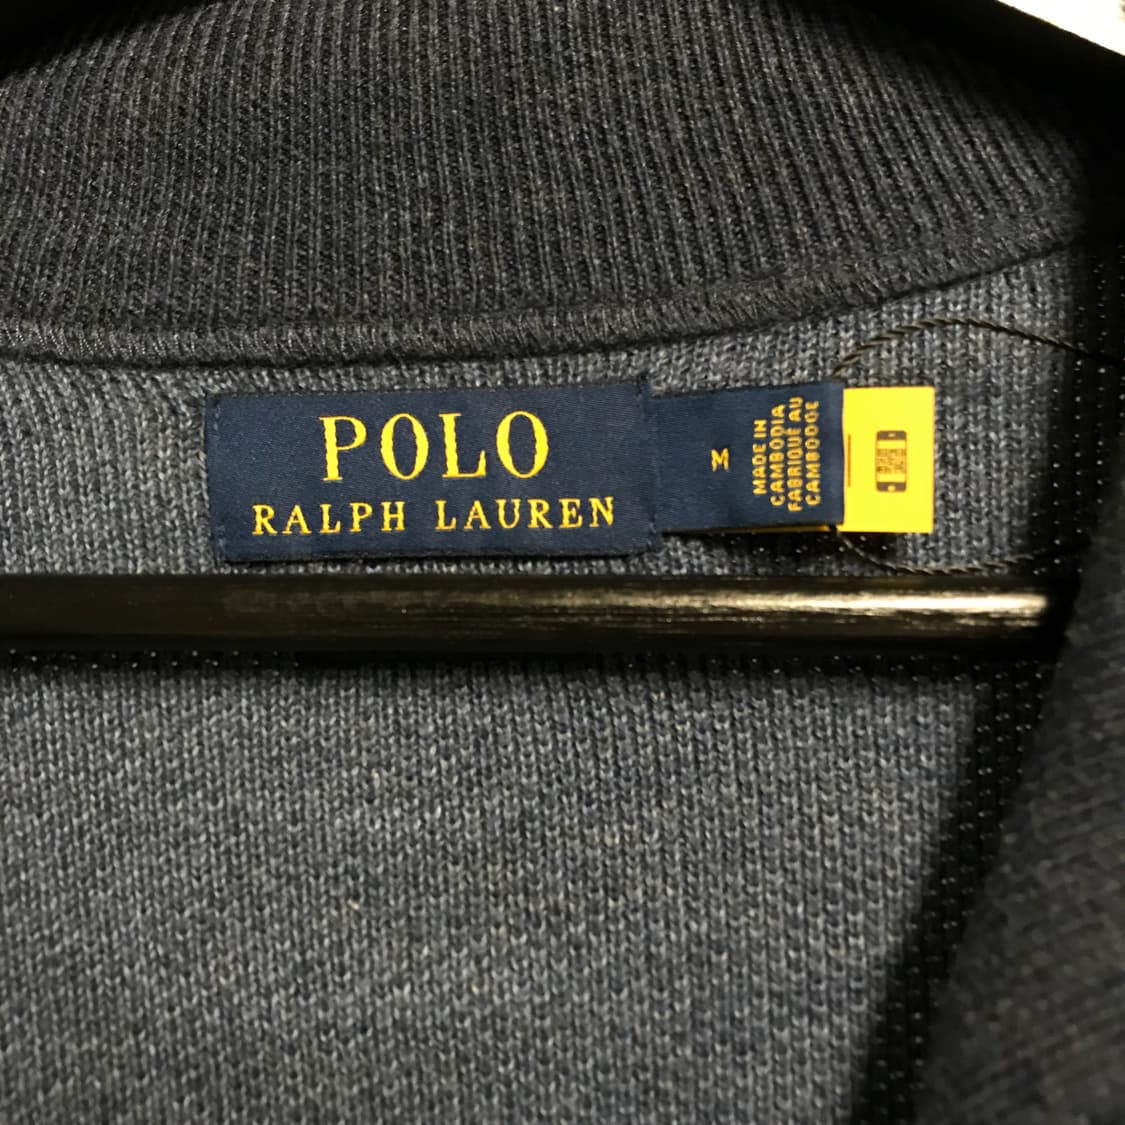 POLO
RALPH LAUREN
M
MADE IN
CAMBODIA
FABRIQUÉ AU
CAMBODGE